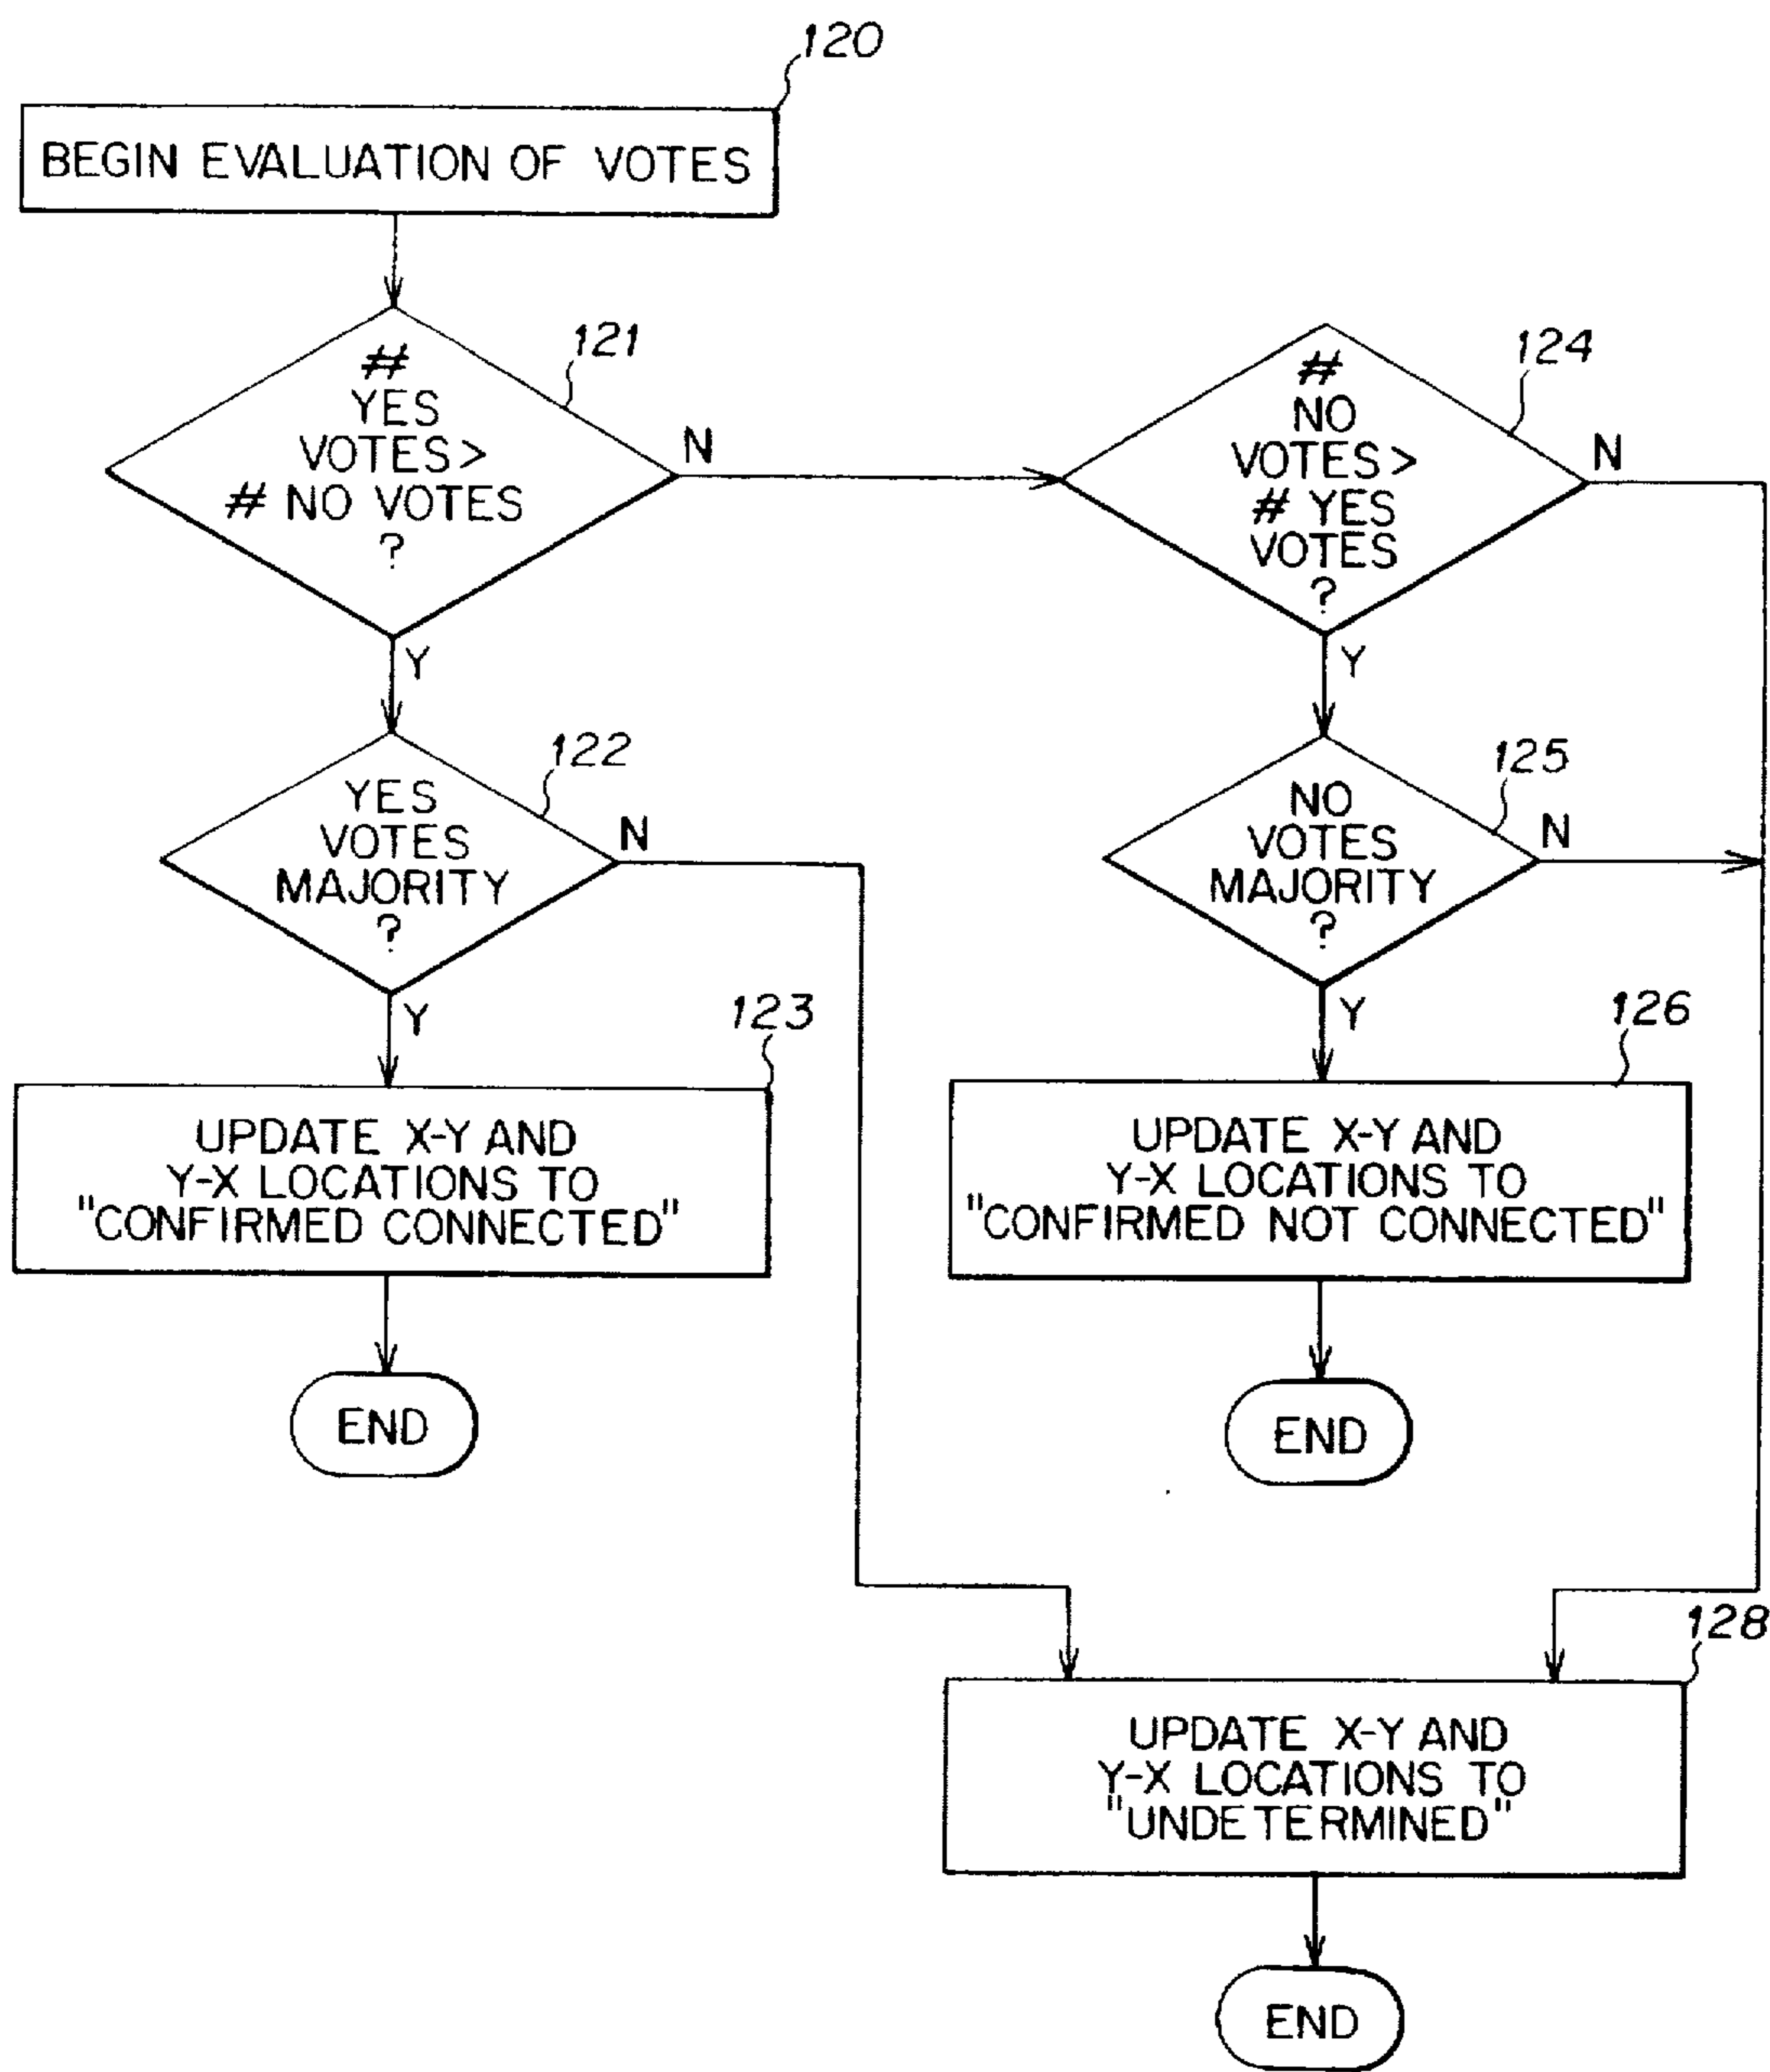 120
BEGIN EVALUATION OF VOTES
121
#
YES
VOTES >
# NO VOTES
?
N
Y
124
#
NO
VOTES >
# YES
VOTES
?
N
Y
122
YES
VOTES
MAJORITY
?
N
Y
125
NO
VOTES
MAJORITY
?
N
Y
123
UPDATE X-Y AND
Y-X LOCATIONS TO
"CONFIRMED CONNECTED"
END
126
UPDATE X-Y AND
Y-X LOCATIONS TO
"CONFIRMED NOT CONNECTED"
END
128
UPDATE X-Y AND
Y-X LOCATIONS TO
"UNDETERMINED"
END